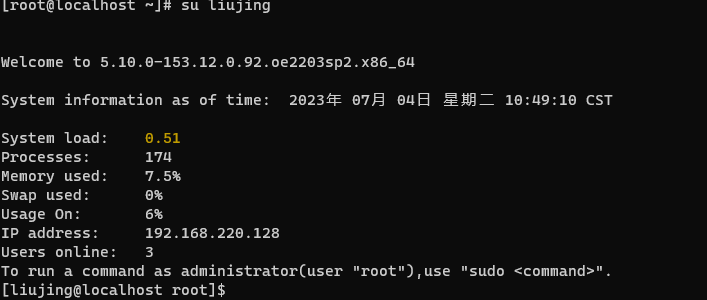 [root@localhost ~]# su liujing
Welcome to 5.10.0-153.12.0.92.oe2203sp2.x86_64
System information as of time:  2023年 07月 04日 星期二 10:49:10 CST
System load:    0.51
Processes:      174
Memory used:    7.5%
Swap used:      0%
Usage On:       6%
IP address:     192.168.220.128
Users online:   3
To run a command as administrator(user "root"),use "sudo <command>".
[liujing@localhost root]$